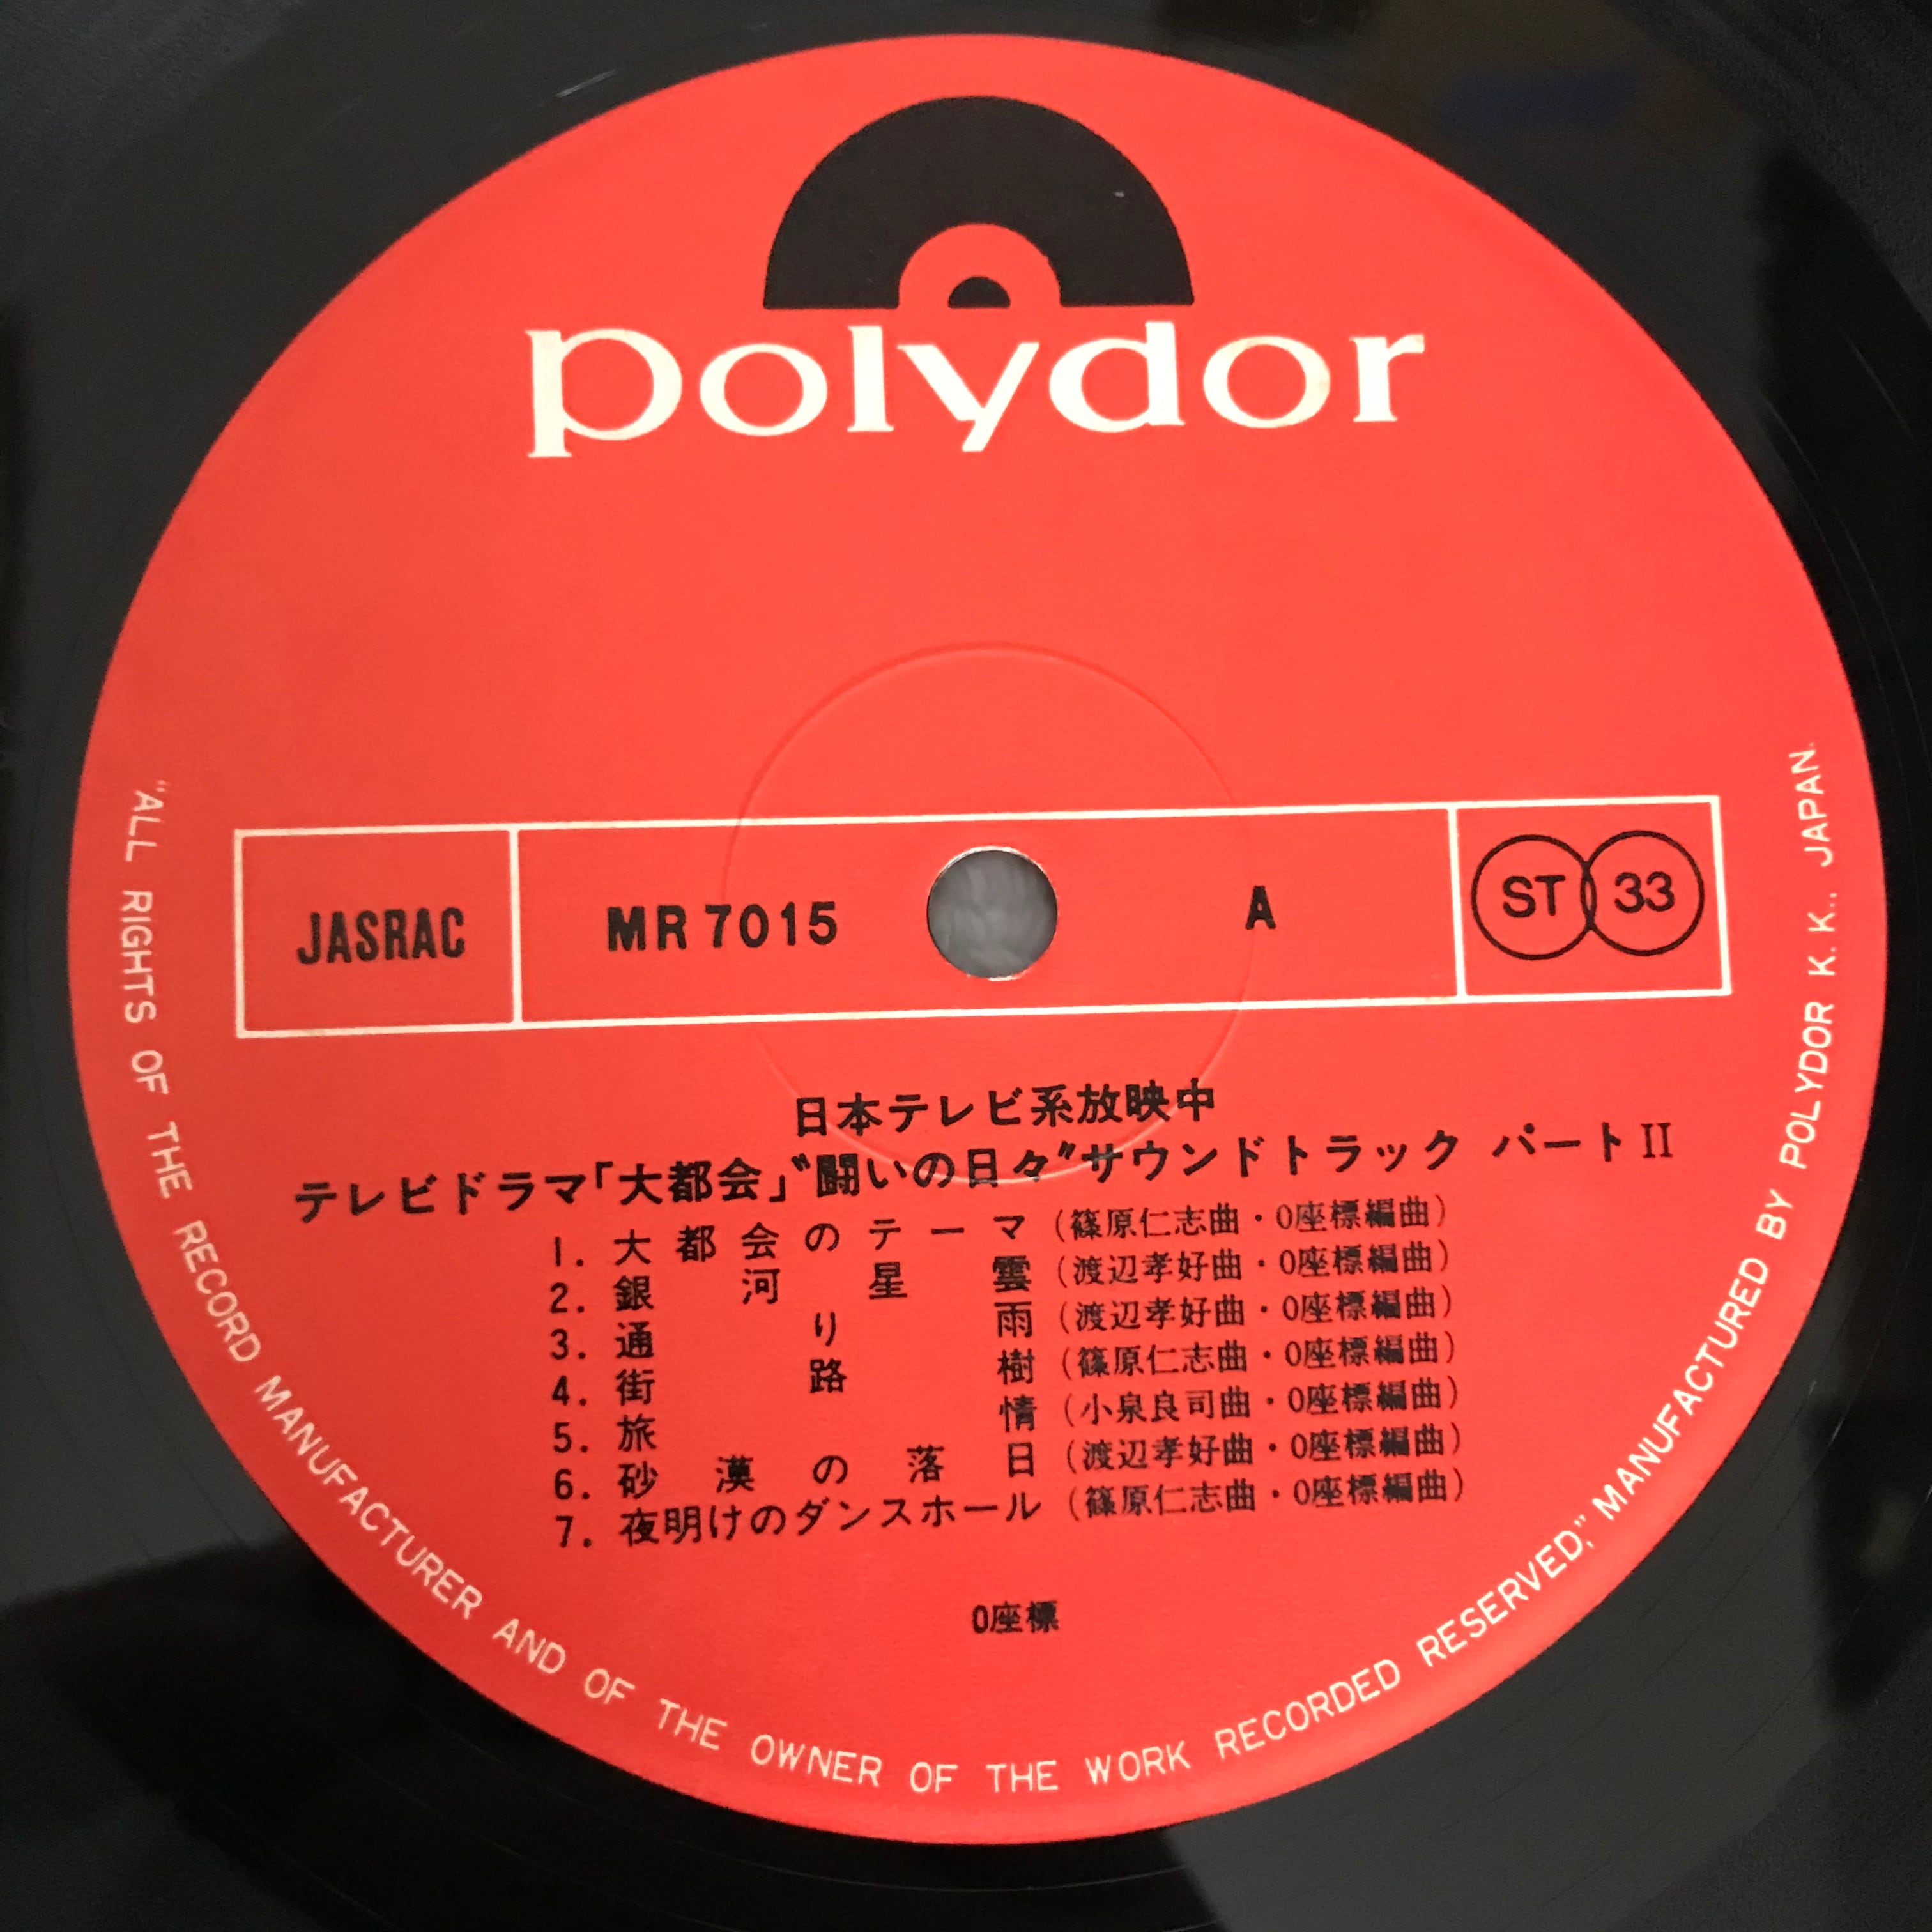 polydor
JASRAC
MR 7015
A
ST 33
日本テレビ系放映中
テレビドラマ「大都会」〝闘いの日々〞サウンドトラック パートII
1. 大都会のテーマ (篠原仁志曲・0座標編曲)
2. 銀河星雲 (渡辺孝好曲・0座標編曲)
3. 通り雨 (渡辺孝好曲・0座標編曲)
4. 街路樹 (篠原仁志曲・0座標編曲)
5. 旅情 (小泉良司曲・0座標編曲)
6. 砂漠の落日 (渡辺孝好曲・0座標編曲)
7. 夜明けのダンスホール (篠原仁志曲・0座標編曲)
0座標
"ALL RIGHTS OF THE RECORD MANUFACTURER AND OF THE OWNER OF THE WORK RECORDED RESERVED," MANUFACTURED BY POLYDOR K.K., JAPAN.